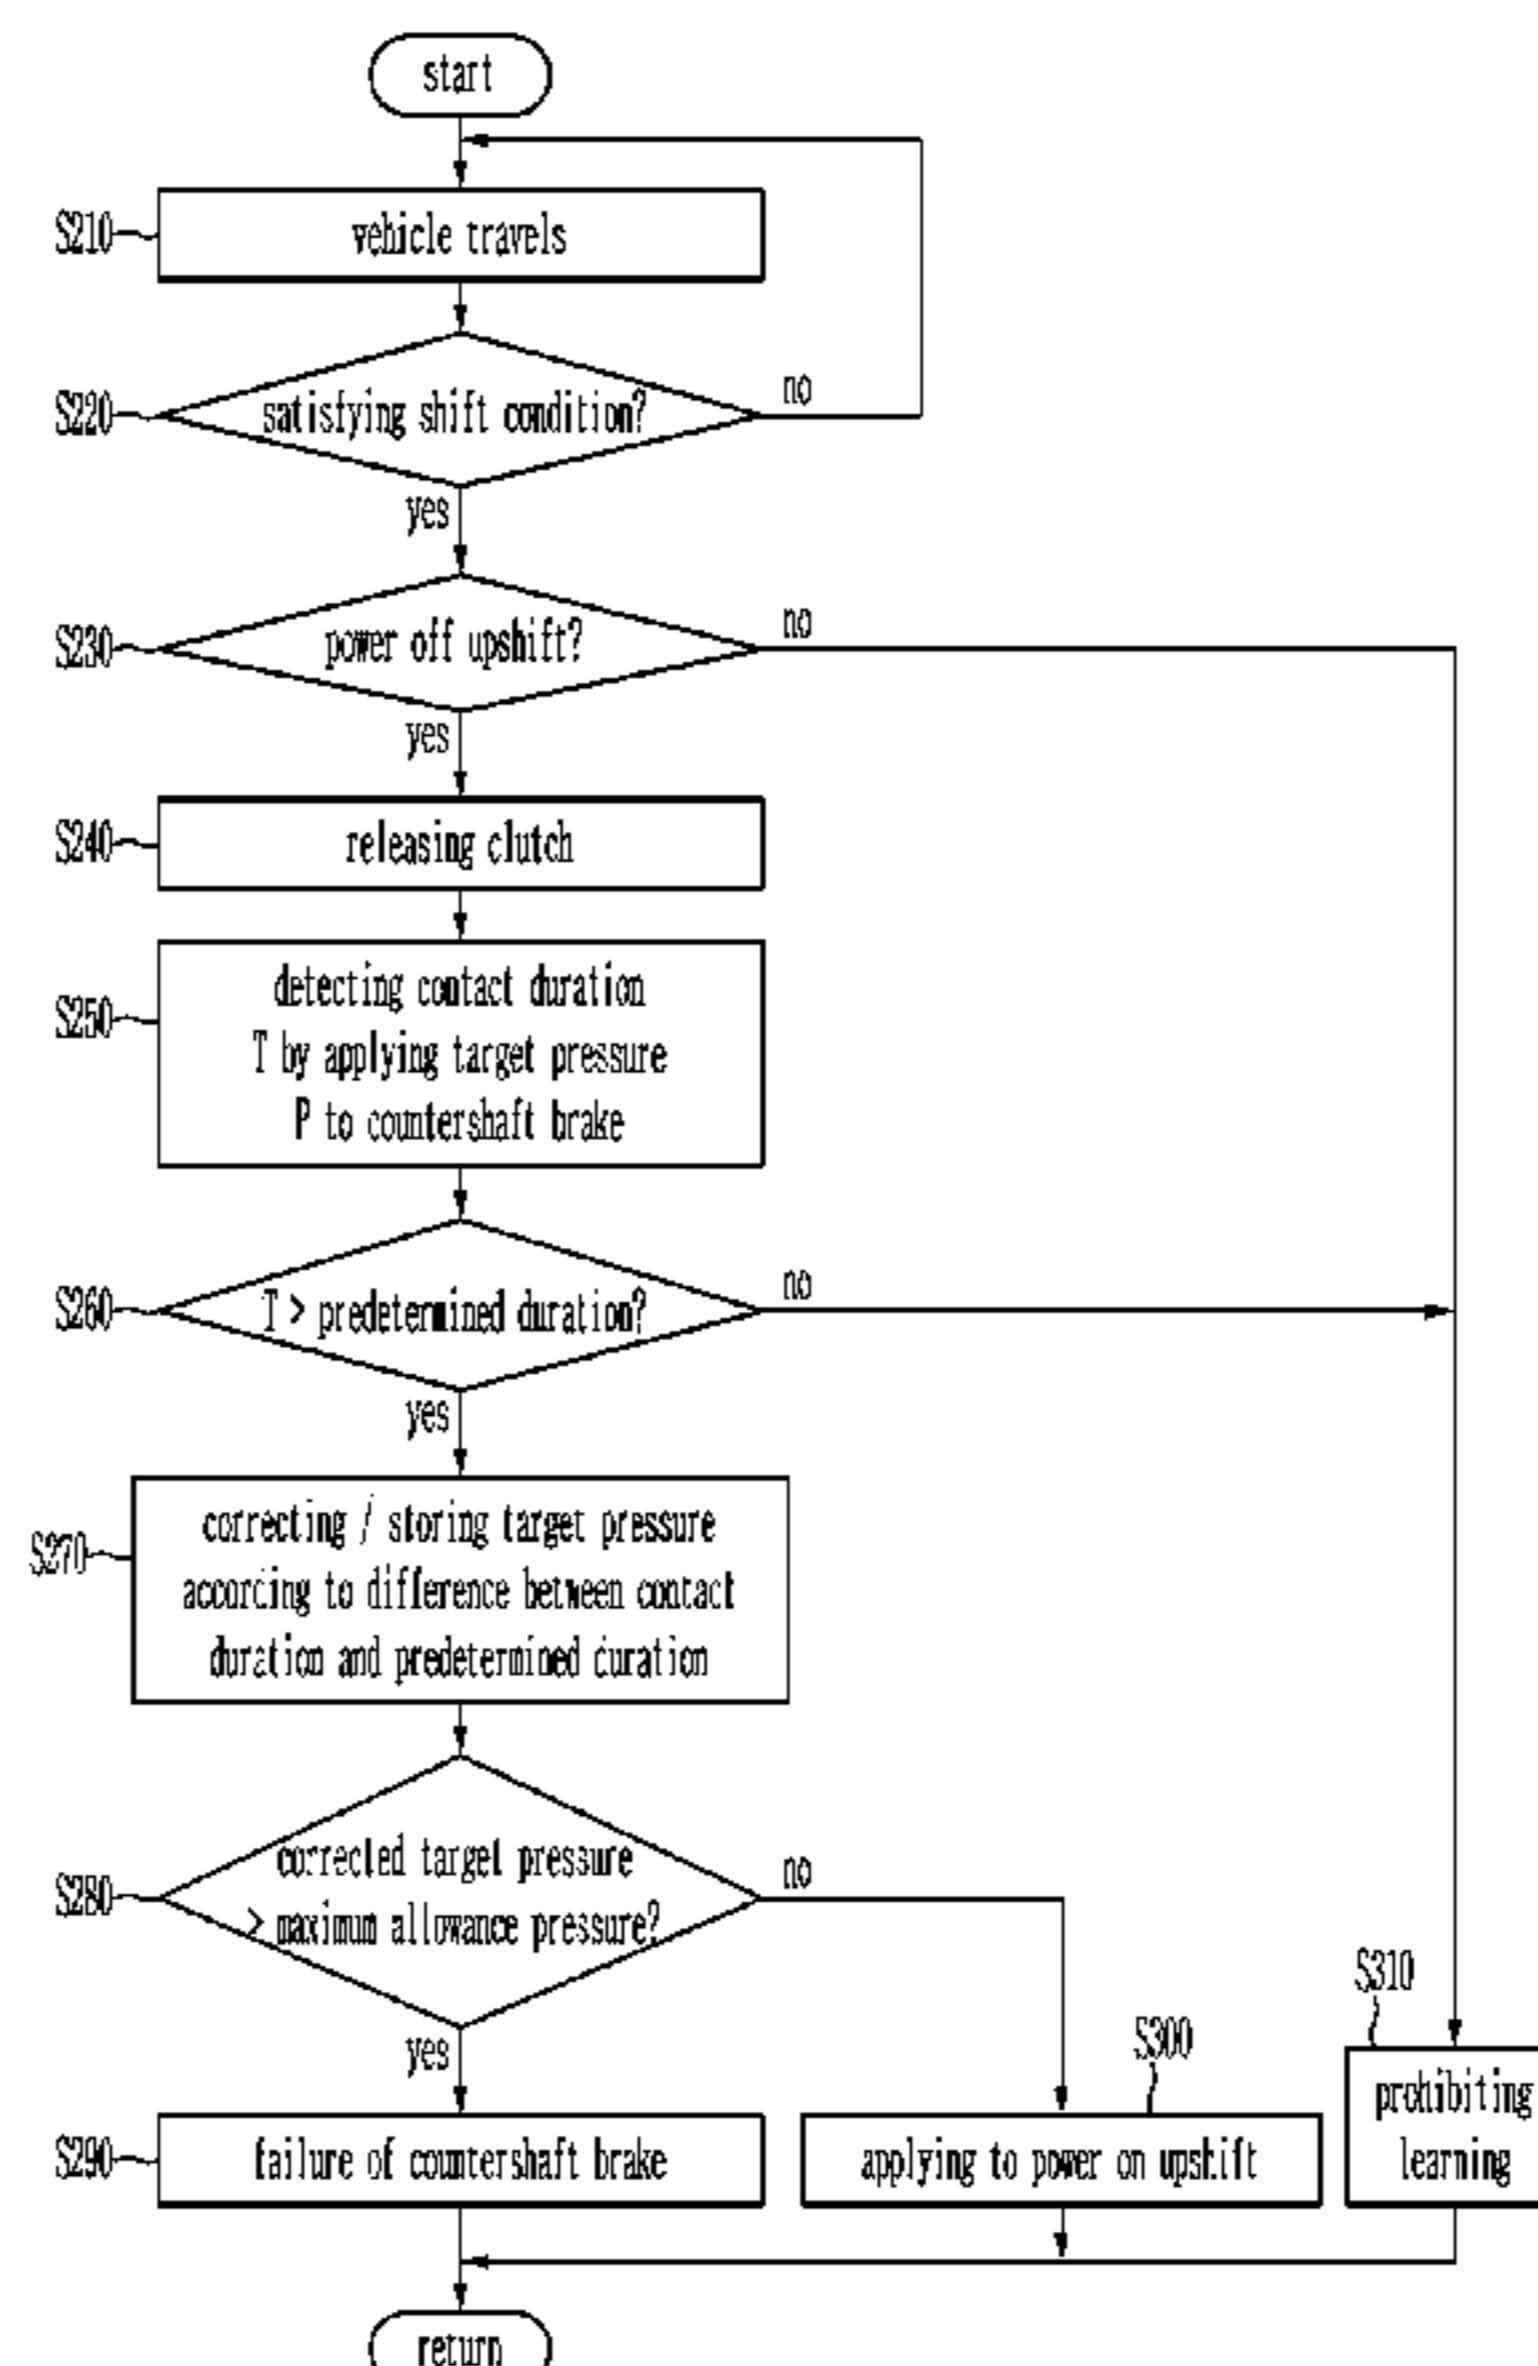 start
S210
vehicle travels
S220
satisfying shift condition?
no
yes
S230
power off upshift?
no
yes
S240
releasing clutch
S250
detecting contact duration
T by applying target pressure
P to countershaft brake
S260
T > predetermined duration?
no
yes
S270
correcting / storing target pressure
according to difference between contact
duration and predetermined duration
S280
corrected target pressure
> maximum allowance pressure?
no
yes
S290
failure of countershaft brake
S300
applying to power on upshift
S310
prohibiting
learning
return